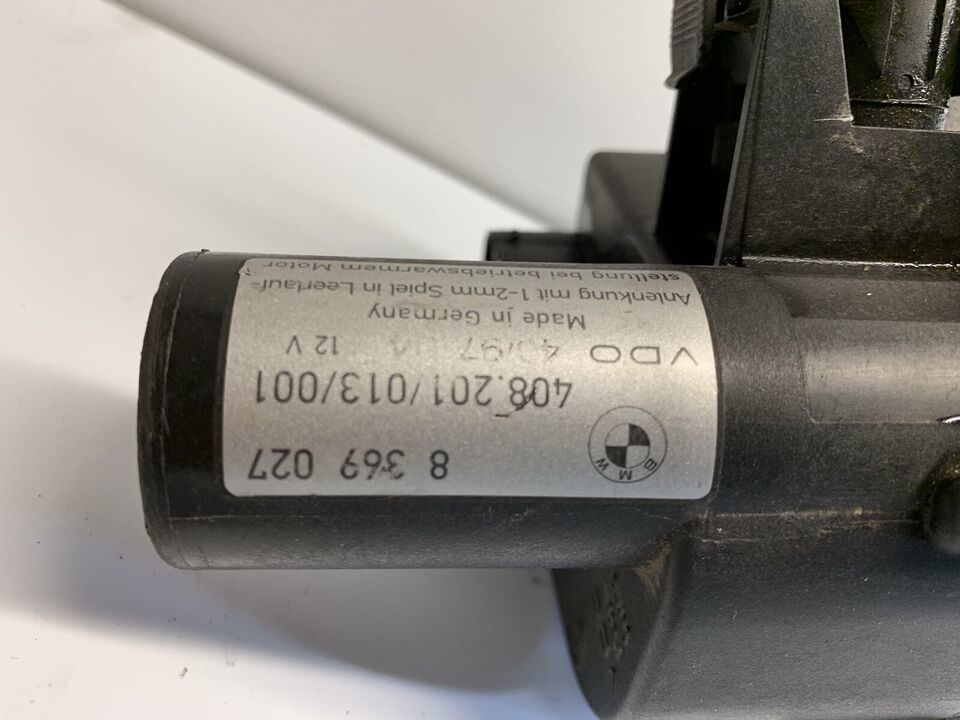 BMW
8 369 027
408.201/013/001
VDO 12 V
Made in Germany
Anlenkung mit 1-2mm Spiel in Leerlauf-
stellung bei betriebswarmem Motor